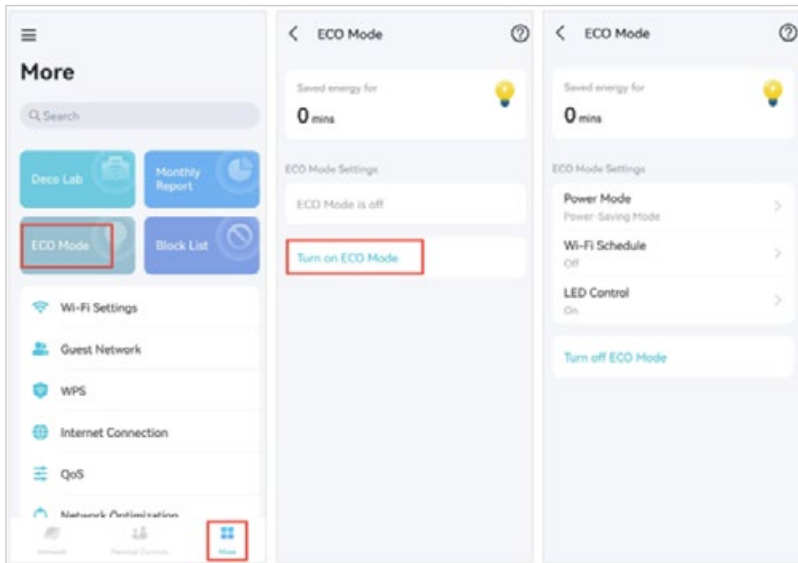 More
Search
Deco Lab
Monthly
Report
ECO Mode
Block List
Wi-Fi Settings
Guest Network
WPS
Internet Connection
QoS
Network Optimization
Network
Parental Controls
More
ECO Mode
Saved energy for
0 mins
ECO Mode Settings
ECO Mode is off
Turn on ECO Mode
ECO Mode
Saved energy for
0 mins
ECO Mode Settings
Power Mode
Power-Saving Mode
Wi-Fi Schedule
Off
LED Control
On
Turn off ECO Mode